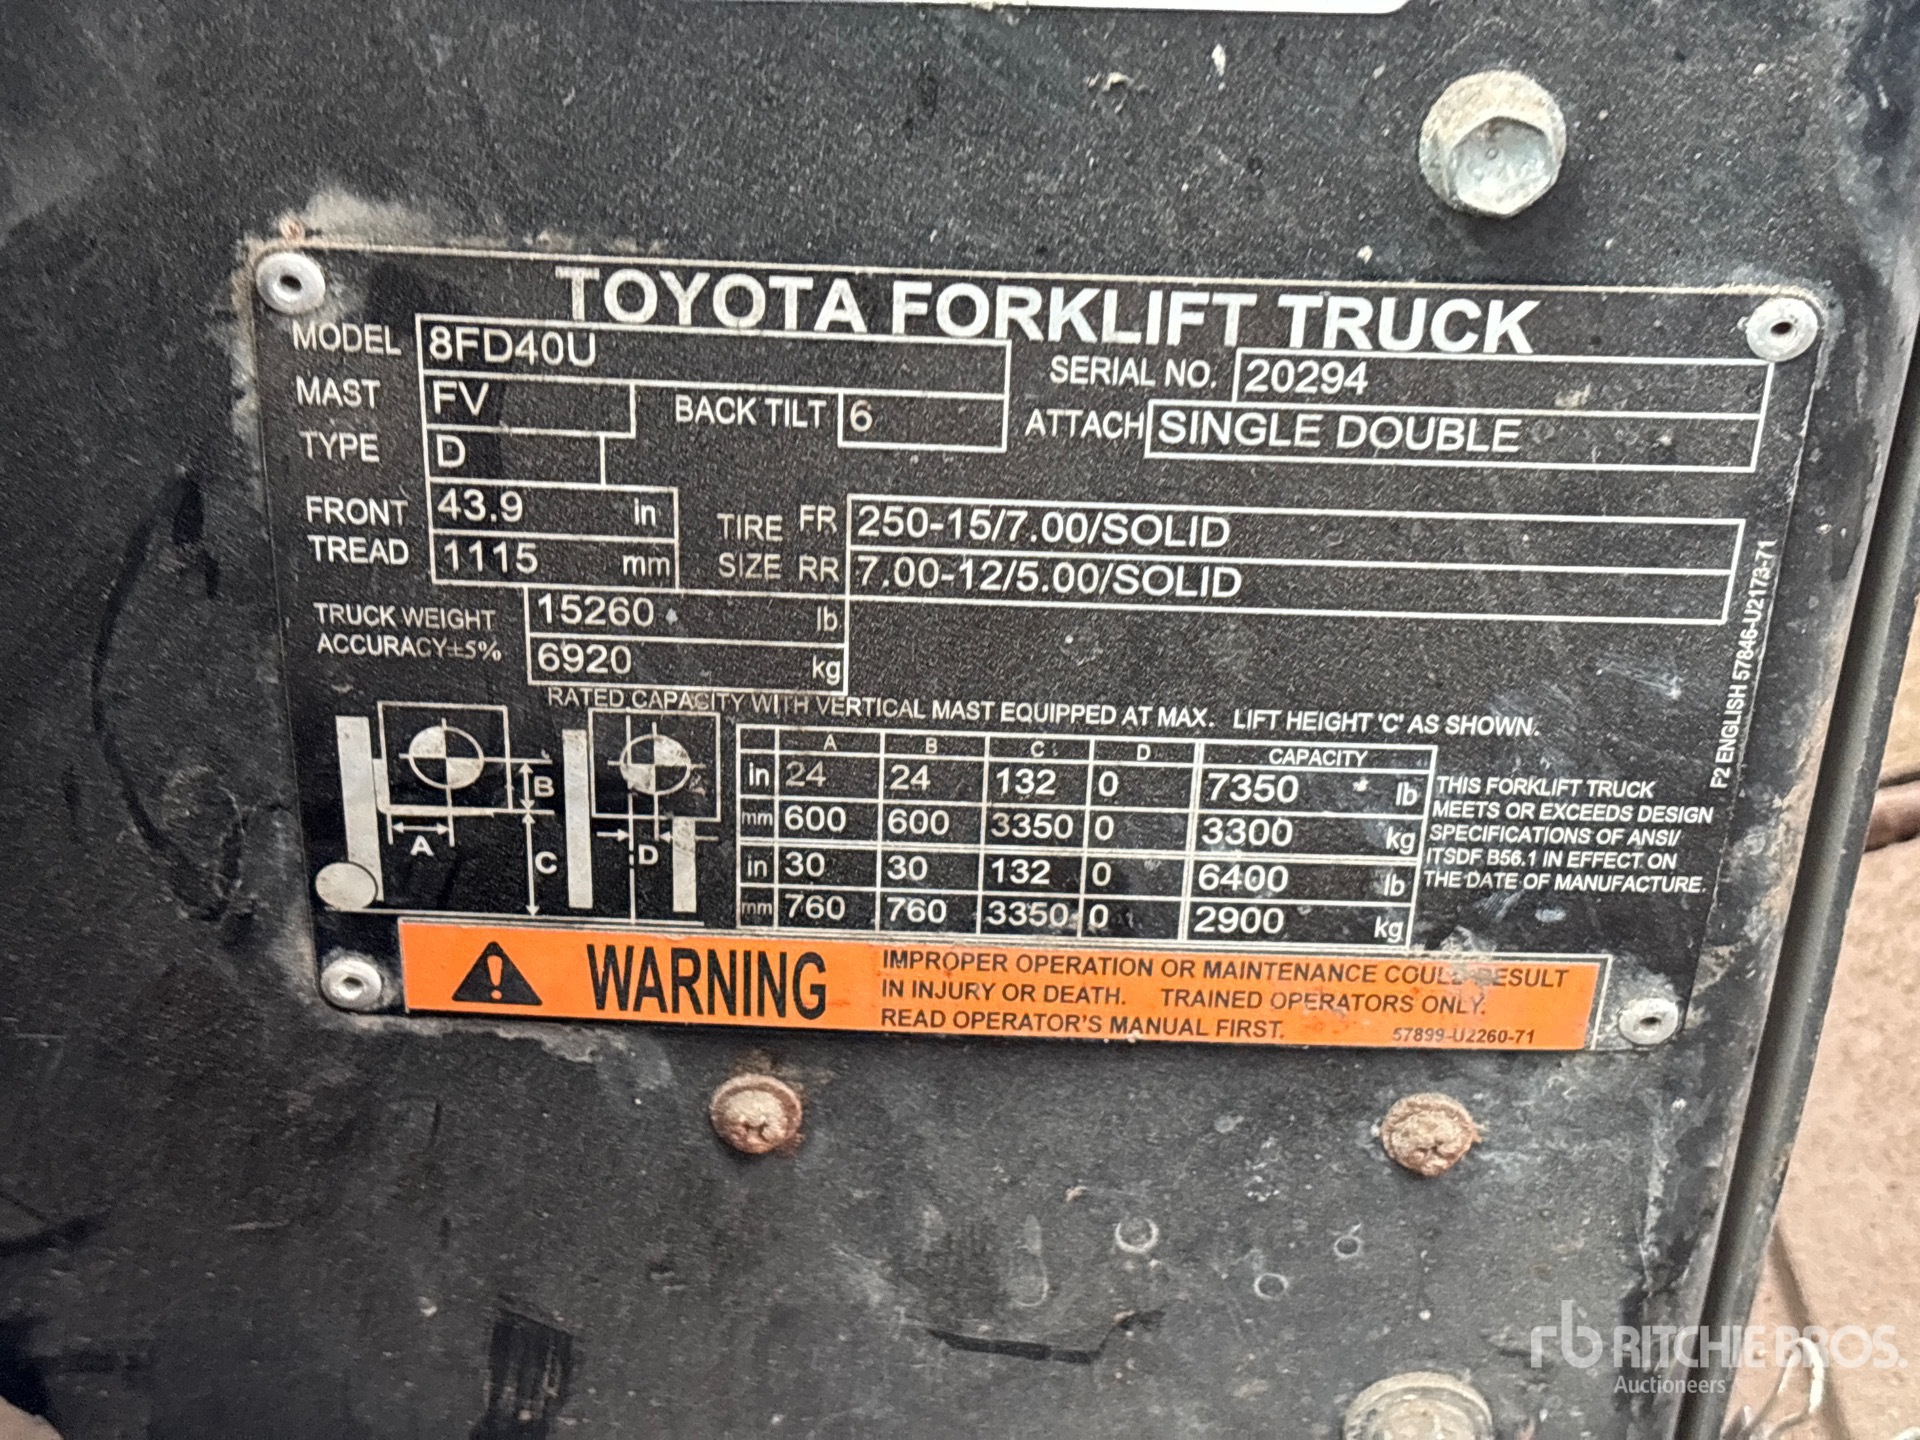 TOYOTA FORKLIFT TRUCK
MODEL 8FD40U SERIAL NO. 20294
MAST FV BACK TILT 6 ATTACH SINGLE DOUBLE
TYPE D
FRONT TREAD 43.9 in TIRE SIZE FR 250-15/7.00/SOLID
1115 mm RR 7.00-12/5.00/SOLID
TRUCK WEIGHT 15260 lb
ACCURACY±5% 6920 kg
RATED CAPACITY WITH VERTICAL MAST EQUIPPED AT MAX. LIFT HEIGHT 'C' AS SHOWN.
A B C D
A B C D CAPACITY
in 24 24 132 0 7350 lb
mm 600 600 3350 0 3300 kg
in 30 30 132 0 6400 lb
mm 760 760 3350 0 2900 kg
THIS FORKLIFT TRUCK
MEETS OR EXCEEDS DESIGN
SPECIFICATIONS OF ANSI/
ITSDF B56.1 IN EFFECT ON
THE DATE OF MANUFACTURE.
F2 ENGLISH 57846-U2173-71
WARNING
IMPROPER OPERATION OR MAINTENANCE COULD RESULT
IN INJURY OR DEATH. TRAINED OPERATORS ONLY.
READ OPERATOR'S MANUAL FIRST. 57899-U2260-71
rb RITCHIE BROS.
Auctioneers